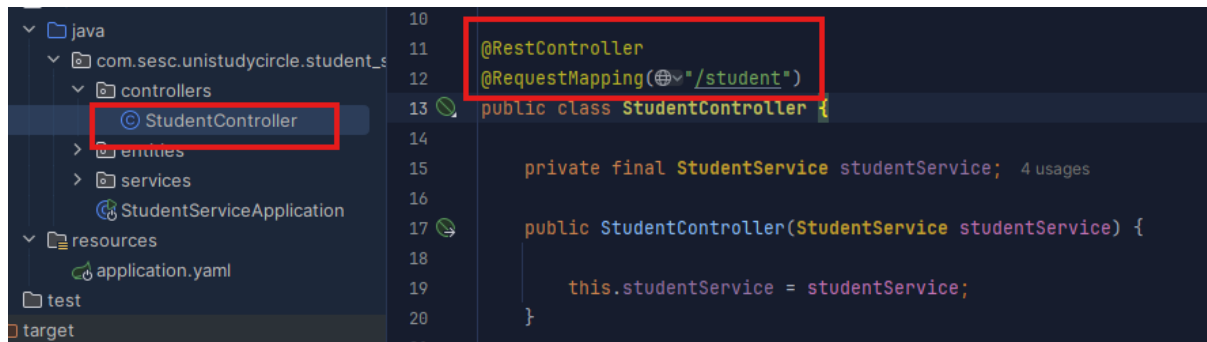 java
com.sesc.unistudycircle.student_s
controllers
StudentController
entities
services
StudentServiceApplication
resources
application.yaml
test
target
10
11 @RestController
12 @RequestMapping("/student")
13 public class StudentController {
14
15 private final StudentService studentService; 4 usages
16
17 public StudentController(StudentService studentService) {
18
19 this.studentService = studentService;
20 }